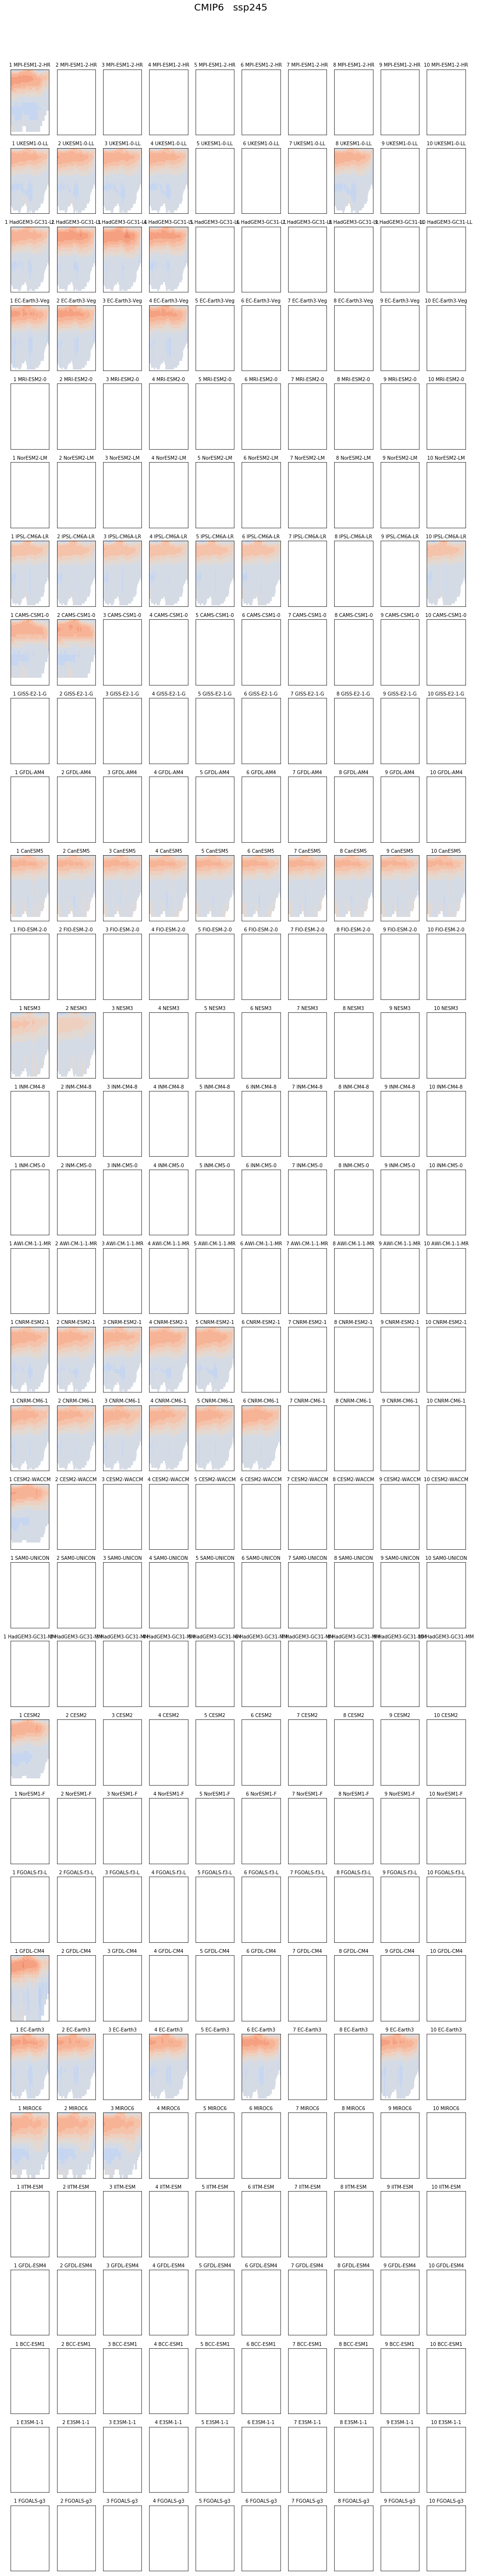 CMIP6 ssp245
1 MPI-ESM1-2-HR 2 MPI-ESM1-2-HR 3 MPI-ESM1-2-HR 4 MPI-ESM1-2-HR 5 MPI-ESM1-2-HR 6 MPI-ESM1-2-HR 7 MPI-ESM1-2-HR 8 MPI-ESM1-2-HR 9 MPI-ESM1-2-HR 10 MPI-ESM1-2-HR
1 UKESM1-0-LL 2 UKESM1-0-LL 3 UKESM1-0-LL 4 UKESM1-0-LL 5 UKESM1-0-LL 6 UKESM1-0-LL 7 UKESM1-0-LL 8 UKESM1-0-LL 9 UKESM1-0-LL 10 UKESM1-0-LL
1 HadGEM3-GC31-LL 2 HadGEM3-GC31-LL 3 HadGEM3-GC31-LL 4 HadGEM3-GC31-LL 5 HadGEM3-GC31-LL 6 HadGEM3-GC31-LL 7 HadGEM3-GC31-LL 8 HadGEM3-GC31-LL 9 HadGEM3-GC31-LL 10 HadGEM3-GC31-LL
1 EC-Earth3-Veg 2 EC-Earth3-Veg 3 EC-Earth3-Veg 4 EC-Earth3-Veg 5 EC-Earth3-Veg 6 EC-Earth3-Veg 7 EC-Earth3-Veg 8 EC-Earth3-Veg 9 EC-Earth3-Veg 10 EC-Earth3-Veg
1 MRI-ESM2-0 2 MRI-ESM2-0 3 MRI-ESM2-0 4 MRI-ESM2-0 5 MRI-ESM2-0 6 MRI-ESM2-0 7 MRI-ESM2-0 8 MRI-ESM2-0 9 MRI-ESM2-0 10 MRI-ESM2-0
1 NorESM2-LM 2 NorESM2-LM 3 NorESM2-LM 4 NorESM2-LM 5 NorESM2-LM 6 NorESM2-LM 7 NorESM2-LM 8 NorESM2-LM 9 NorESM2-LM 10 NorESM2-LM
1 IPSL-CM6A-LR 2 IPSL-CM6A-LR 3 IPSL-CM6A-LR 4 IPSL-CM6A-LR 5 IPSL-CM6A-LR 6 IPSL-CM6A-LR 7 IPSL-CM6A-LR 8 IPSL-CM6A-LR 9 IPSL-CM6A-LR 10 IPSL-CM6A-LR
1 CAMS-CSM1-0 2 CAMS-CSM1-0 3 CAMS-CSM1-0 4 CAMS-CSM1-0 5 CAMS-CSM1-0 6 CAMS-CSM1-0 7 CAMS-CSM1-0 8 CAMS-CSM1-0 9 CAMS-CSM1-0 10 CAMS-CSM1-0
1 GISS-E2-1-G 2 GISS-E2-1-G 3 GISS-E2-1-G 4 GISS-E2-1-G 5 GISS-E2-1-G 6 GISS-E2-1-G 7 GISS-E2-1-G 8 GISS-E2-1-G 9 GISS-E2-1-G 10 GISS-E2-1-G
1 GFDL-AM4 2 GFDL-AM4 3 GFDL-AM4 4 GFDL-AM4 5 GFDL-AM4 6 GFDL-AM4 7 GFDL-AM4 8 GFDL-AM4 9 GFDL-AM4 10 GFDL-AM4
1 CanESM5 2 CanESM5 3 CanESM5 4 CanESM5 5 CanESM5 6 CanESM5 7 CanESM5 8 CanESM5 9 CanESM5 10 CanESM5
1 FIO-ESM-2-0 2 FIO-ESM-2-0 3 FIO-ESM-2-0 4 FIO-ESM-2-0 5 FIO-ESM-2-0 6 FIO-ESM-2-0 7 FIO-ESM-2-0 8 FIO-ESM-2-0 9 FIO-ESM-2-0 10 FIO-ESM-2-0
1 NESM3 2 NESM3 3 NESM3 4 NESM3 5 NESM3 6 NESM3 7 NESM3 8 NESM3 9 NESM3 10 NESM3
1 INM-CM4-8 2 INM-CM4-8 3 INM-CM4-8 4 INM-CM4-8 5 INM-CM4-8 6 INM-CM4-8 7 INM-CM4-8 8 INM-CM4-8 9 INM-CM4-8 10 INM-CM4-8
1 INM-CM5-0 2 INM-CM5-0 3 INM-CM5-0 4 INM-CM5-0 5 INM-CM5-0 6 INM-CM5-0 7 INM-CM5-0 8 INM-CM5-0 9 INM-CM5-0 10 INM-CM5-0
1 AWI-CM-1-1-MR 2 AWI-CM-1-1-MR 3 AWI-CM-1-1-MR 4 AWI-CM-1-1-MR 5 AWI-CM-1-1-MR 6 AWI-CM-1-1-MR 7 AWI-CM-1-1-MR 8 AWI-CM-1-1-MR 9 AWI-CM-1-1-MR 10 AWI-CM-1-1-MR
1 CNRM-ESM2-1 2 CNRM-ESM2-1 3 CNRM-ESM2-1 4 CNRM-ESM2-1 5 CNRM-ESM2-1 6 CNRM-ESM2-1 7 CNRM-ESM2-1 8 CNRM-ESM2-1 9 CNRM-ESM2-1 10 CNRM-ESM2-1
1 CNRM-CM6-1 2 CNRM-CM6-1 3 CNRM-CM6-1 4 CNRM-CM6-1 5 CNRM-CM6-1 6 CNRM-CM6-1 7 CNRM-CM6-1 8 CNRM-CM6-1 9 CNRM-CM6-1 10 CNRM-CM6-1
1 CESM2-WACCM 2 CESM2-WACCM 3 CESM2-WACCM 4 CESM2-WACCM 5 CESM2-WACCM 6 CESM2-WACCM 7 CESM2-WACCM 8 CESM2-WACCM 9 CESM2-WACCM 10 CESM2-WACCM
1 SAM0-UNICON 2 SAM0-UNICON 3 SAM0-UNICON 4 SAM0-UNICON 5 SAM0-UNICON 6 SAM0-UNICON 7 SAM0-UNICON 8 SAM0-UNICON 9 SAM0-UNICON 10 SAM0-UNICON
1 HadGEM3-GC31-MM 2 HadGEM3-GC31-MM 3 HadGEM3-GC31-MM 4 HadGEM3-GC31-MM 5 HadGEM3-GC31-MM 6 HadGEM3-GC31-MM 7 HadGEM3-GC31-MM 8 HadGEM3-GC31-MM 9 HadGEM3-GC31-MM 10 HadGEM3-GC31-MM
1 CESM2 2 CESM2 3 CESM2 4 CESM2 5 CESM2 6 CESM2 7 CESM2 8 CESM2 9 CESM2 10 CESM2
1 NorESM1-F 2 NorESM1-F 3 NorESM1-F 4 NorESM1-F 5 NorESM1-F 6 NorESM1-F 7 NorESM1-F 8 NorESM1-F 9 NorESM1-F 10 NorESM1-F
1 FGOALS-f3-L 2 FGOALS-f3-L 3 FGOALS-f3-L 4 FGOALS-f3-L 5 FGOALS-f3-L 6 FGOALS-f3-L 7 FGOALS-f3-L 8 FGOALS-f3-L 9 FGOALS-f3-L 10 FGOALS-f3-L
1 GFDL-CM4 2 GFDL-CM4 3 GFDL-CM4 4 GFDL-CM4 5 GFDL-CM4 6 GFDL-CM4 7 GFDL-CM4 8 GFDL-CM4 9 GFDL-CM4 10 GFDL-CM4
1 EC-Earth3 2 EC-Earth3 3 EC-Earth3 4 EC-Earth3 5 EC-Earth3 6 EC-Earth3 7 EC-Earth3 8 EC-Earth3 9 EC-Earth3 10 EC-Earth3
1 MIROC6 2 MIROC6 3 MIROC6 4 MIROC6 5 MIROC6 6 MIROC6 7 MIROC6 8 MIROC6 9 MIROC6 10 MIROC6
1 IITM-ESM 2 IITM-ESM 3 IITM-ESM 4 IITM-ESM 5 IITM-ESM 6 IITM-ESM 7 IITM-ESM 8 IITM-ESM 9 IITM-ESM 10 IITM-ESM
1 GFDL-ESM4 2 GFDL-ESM4 3 GFDL-ESM4 4 GFDL-ESM4 5 GFDL-ESM4 6 GFDL-ESM4 7 GFDL-ESM4 8 GFDL-ESM4 9 GFDL-ESM4 10 GFDL-ESM4
1 BCC-ESM1 2 BCC-ESM1 3 BCC-ESM1 4 BCC-ESM1 5 BCC-ESM1 6 BCC-ESM1 7 BCC-ESM1 8 BCC-ESM1 9 BCC-ESM1 10 BCC-ESM1
1 E3SM-1-1 2 E3SM-1-1 3 E3SM-1-1 4 E3SM-1-1 5 E3SM-1-1 6 E3SM-1-1 7 E3SM-1-1 8 E3SM-1-1 9 E3SM-1-1 10 E3SM-1-1
1 FGOALS-g3 2 FGOALS-g3 3 FGOALS-g3 4 FGOALS-g3 5 FGOALS-g3 6 FGOALS-g3 7 FGOALS-g3 8 FGOALS-g3 9 FGOALS-g3 10 FGOALS-g3